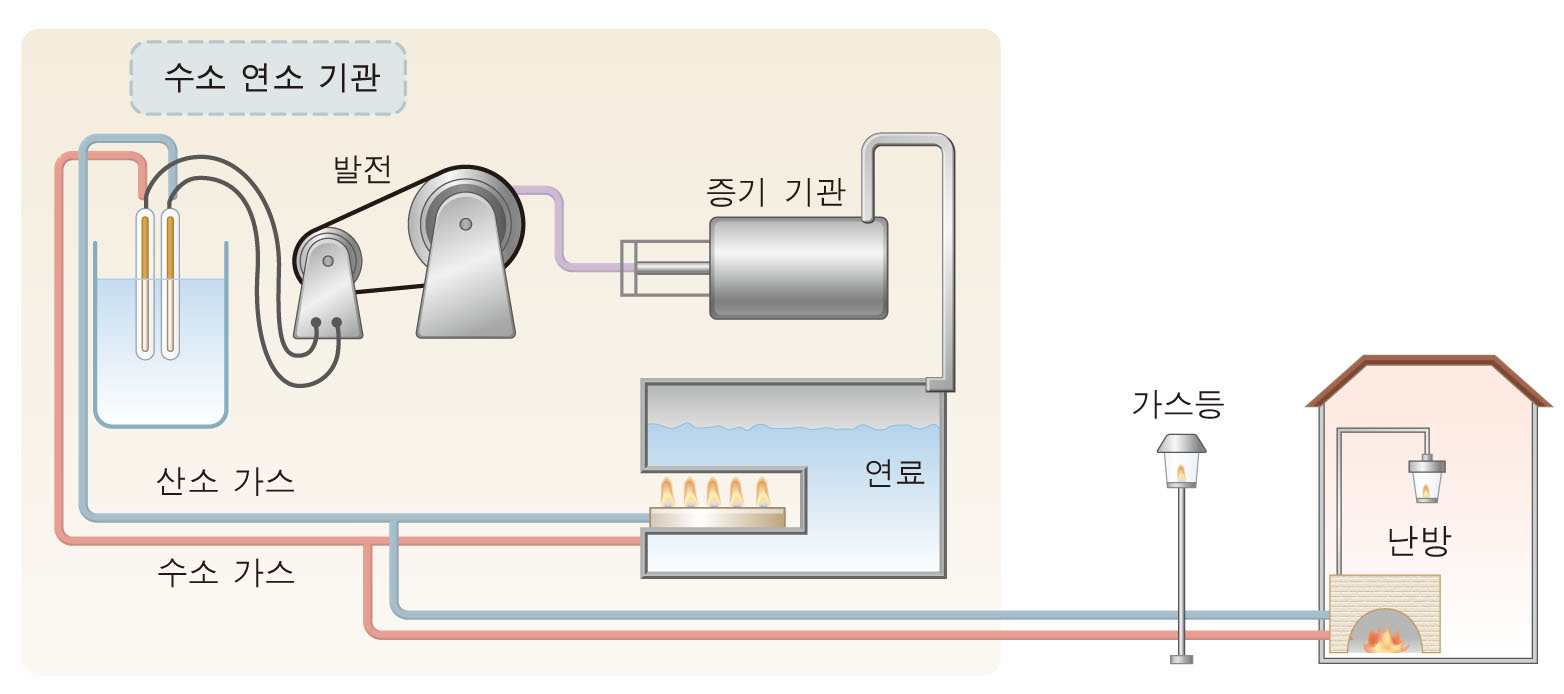 수소 연소 기관
발전
증기 기관
가스등
연료
산소 가스
난방
수소 가스